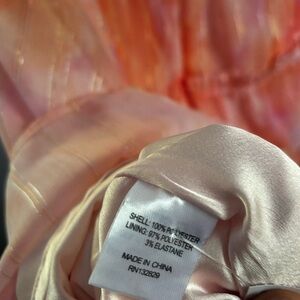 SHELL: 100% POLYESTER
LINING: 97% POLYESTER
3% ELASTANE
MADE IN CHINA
RN132829